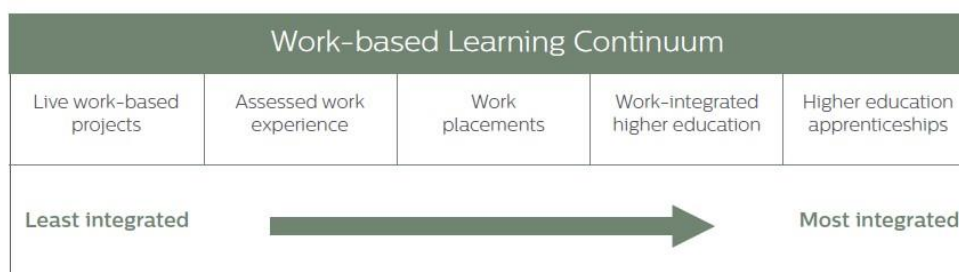 Work-based Learning Continuum
Live work-based
projects
Assessed work
experience
Work
placements
Work-integrated
higher education
Higher education
apprenticeships
Least integrated
Most integrated